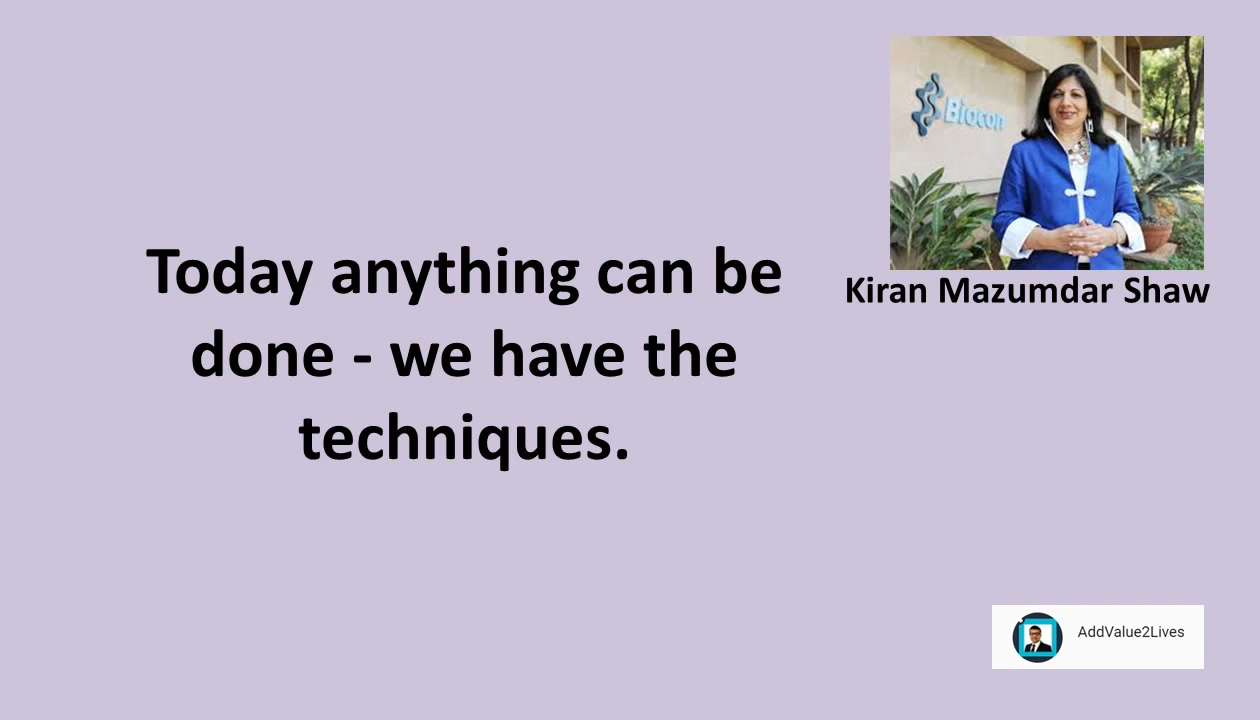 Biocon
Today anything can be
done - we have the
techniques.
Kiran Mazumdar Shaw
AddValue2Lives